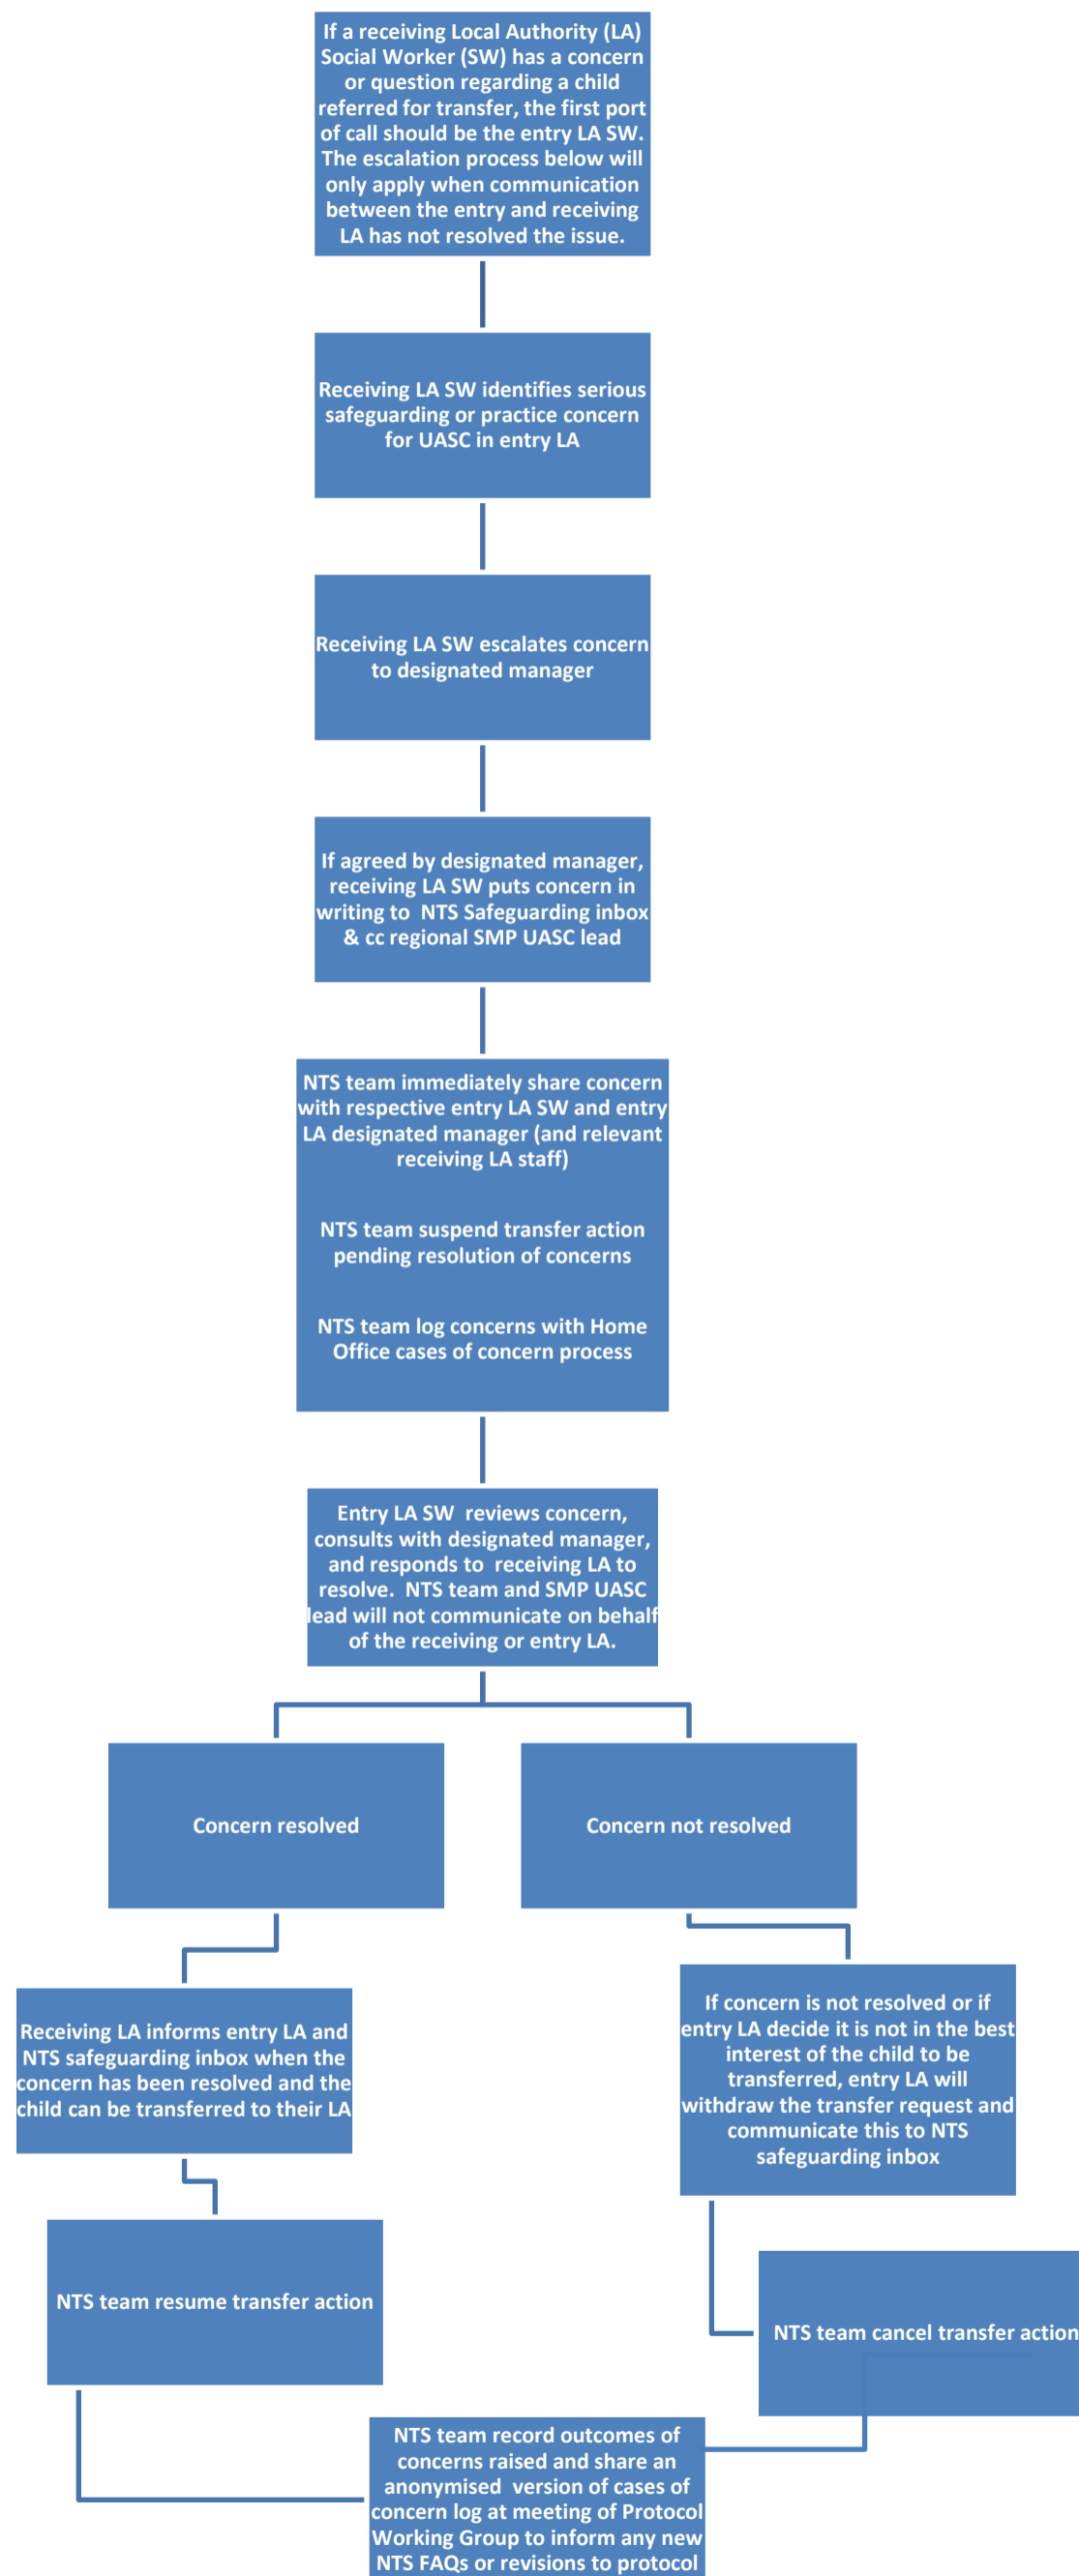 If a receiving Local Authority (LA)
Social Worker (SW) has a concern
or question regarding a child
referred for transfer, the first port
of call should be the entry LA SW.
The escalation process below will
only apply when communication
between the entry and receiving
LA has not resolved the issue.
Receiving LA SW identifies serious
safeguarding or practice concern
for UASC in entry LA
Receiving LA SW escalates concern
to designated manager
If agreed by designated manager,
receiving LA SW puts concern in
writing to NTS Safeguarding inbox
& cc regional SMP UASC lead
NTS team immediately share concern
with respective entry LA SW and entry
LA designated manager (and relevant
receiving LA staff)
NTS team suspend transfer action
pending resolution of concerns
NTS team log concerns with Home
Office cases of concern process
Entry LA SW reviews concern,
consults with designated manager,
and responds to receiving LA to
resolve. NTS team and SMP UASC
lead will not communicate on behalf
of the receiving or entry LA.
Concern resolved
Concern not resolved
Receiving LA informs entry LA and
NTS safeguarding inbox when the
concern has been resolved and the
child can be transferred to their LA
If concern is not resolved or if
entry LA decide it is not in the best
interest of the child to be
transferred, entry LA will
withdraw the transfer request and
communicate this to NTS
safeguarding inbox
NTS team resume transfer action
NTS team cancel transfer action
NTS team record outcomes of
concerns raised and share an
anonymised version of cases of
concern log at meeting of Protocol
Working Group to inform any new
NTS FAQs or revisions to protocol